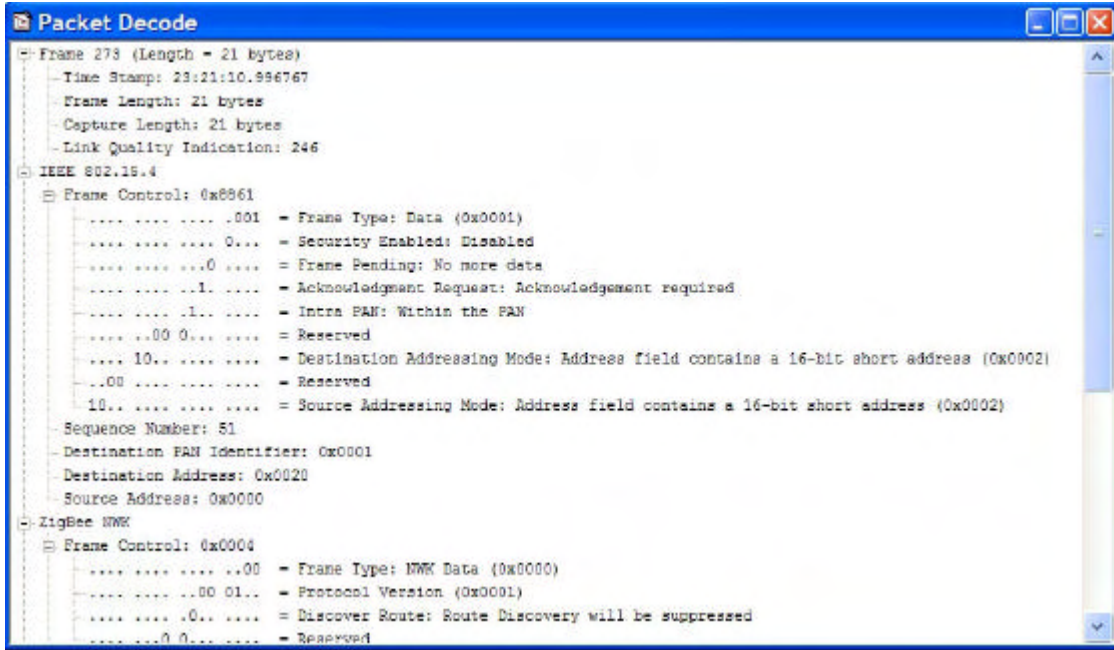 Packet Decode
Frame 273 (Length = 21 bytes)
Time Stamp: 23:21:10.996767
Frame Length: 21 bytes
Capture Length: 21 bytes
Link Quality Indication: 246
IEEE 802.15.4
Frame Control: 0x8861
.... .... .... .001 = Frame Type: Data (0x0001)
.... .... .... 0... = Security Enabled: Disabled
.... .... ...0 .... = Frame Pending: No more data
.... .... ..1. .... = Acknowledgment Request: Acknowledgement required
.... .... .1.. .... = Intra PAN: Within the PAN
.... ..00 0... .... = Reserved
.... 10.. .... .... = Destination Addressing Mode: Address field contains a 16-bit short address (0x0002)
..00 .... .... .... = Reserved
10.. .... .... .... = Source Addressing Mode: Address field contains a 16-bit short address (0x0002)
Sequence Number: 51
Destination PAN Identifier: 0x0001
Destination Address: 0x0020
Source Address: 0x0000
ZigBee NWK
Frame Control: 0x0004
.... .... .... ..00 = Frame Type: NWK Data (0x0000)
.... .... ..00 01.. = Protocol Version (0x0001)
.... .... .0.. .... = Discover Route: Route Discovery will be suppressed
.... ...0 0... .... = Reserved